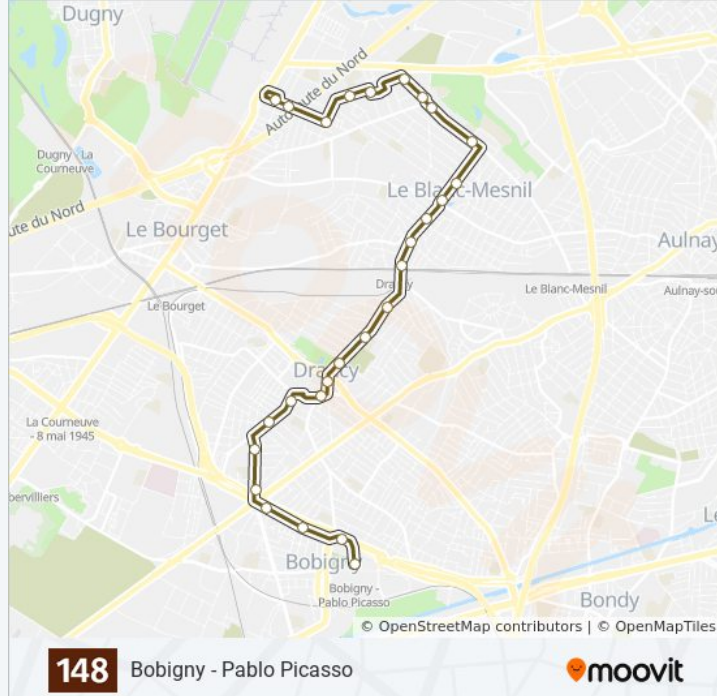 Dugny
Autoroute du Nord
Dugny - La
Courneuve
Le Blanc-Mesnil
ute du Nord
Le Bourget
Aulnay
Drancy
Le Blanc-Mesnil
Aulnay-sou
Le Bourget
Drancy
La Courneuve
- 8 mai 1945
bervilliers
Le
Bobigny
Bobigny -
Pablo Picasso
Bondy
© OpenStreetMap contributors | © OpenMapTiles
148 Bobigny - Pablo Picasso
moovit